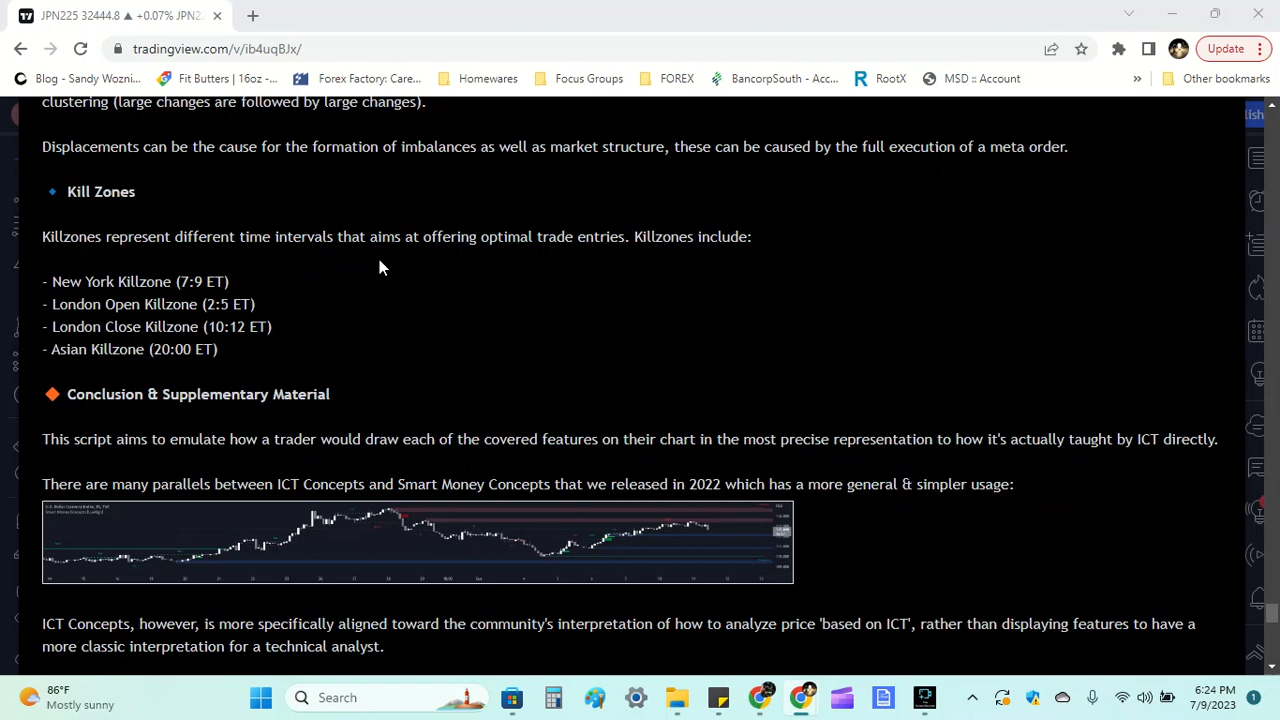 JPN225 32444.8 ▲ +0.07% JPN22
tradingview.com/v/ib4uqBJx/
Update
Blog - Sandy Wozni...
Fit Butters | 16oz -...
Forex Factory: Care...
Homewares
Focus Groups
FOREX
BancorpSouth - Acc...
RootX
MSD :: Account
»
Other bookmarks
clustering (large changes are followed by large changes).
Displacements can be the cause for the formation of imbalances as well as market structure, these can be caused by the full execution of a meta order.
Kill Zones
Killzones represent different time intervals that aims at offering optimal trade entries. Killzones include:
- New York Killzone (7:9 ET)
- London Open Killzone (2:5 ET)
- London Close Killzone (10:12 ET)
- Asian Killzone (20:00 ET)
Conclusion & Supplementary Material
This script aims to emulate how a trader would draw each of the covered features on their chart in the most precise representation to how it's actually taught by ICT directly.
There are many parallels between ICT Concepts and Smart Money Concepts that we released in 2022 which has a more general & simpler usage:
ICT Concepts, however, is more specifically aligned toward the community's interpretation of how to analyze price 'based on ICT', rather than displaying features to have a
more classic interpretation for a technical analyst.
lish
86°F
Mostly sunny
Search
6:24 PM
7/9/2023
1